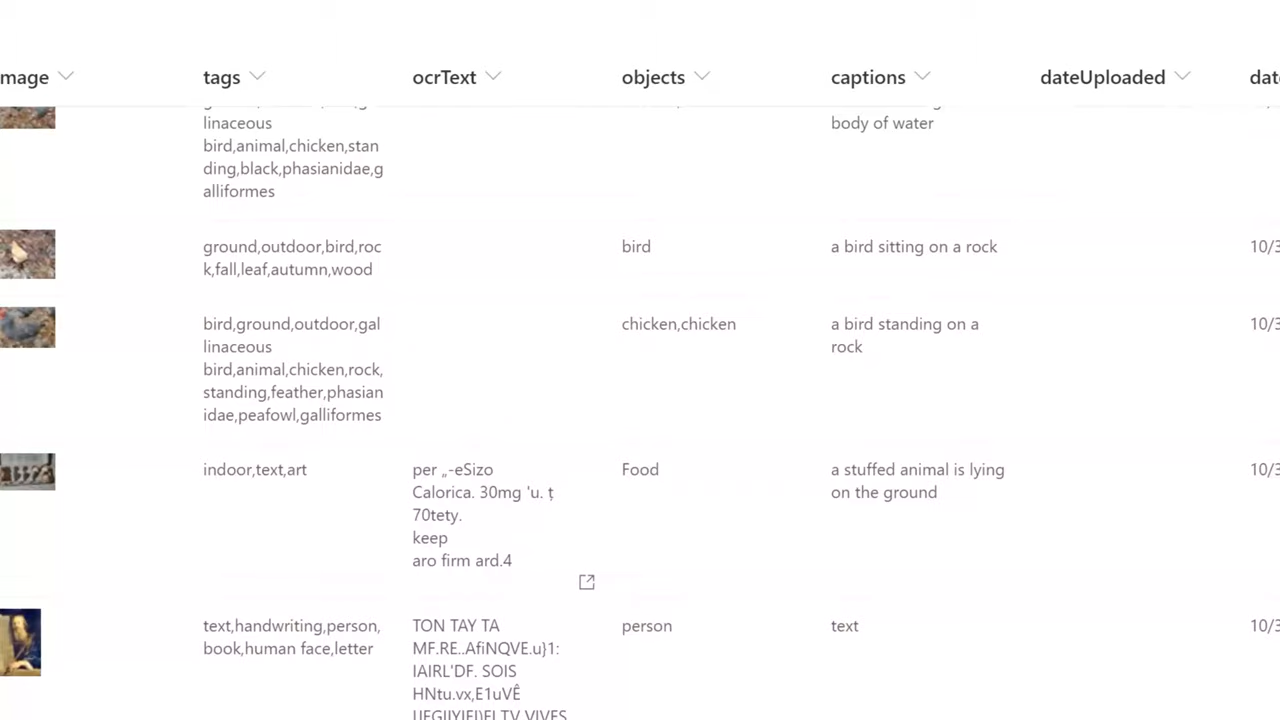 mage
tags
ocrText
objects
captions
dateUploaded
dat
linaceous
bird,animal,chicken,stan
ding,black,phasianidae,g
alliformes
body of water
ground,outdoor,bird,roc
k,fall,leaf,autumn,wood
bird
a bird sitting on a rock
10/3
bird,ground,outdoor,gal
linaceous
bird,animal,chicken,rock,
standing,feather,phasian
idae,peafowl,galliformes
chicken,chicken
a bird standing on a
rock
10/3
indoor,text,art
per „-eSizo
Calorica. 30mg 'u. ţ
70tety.
keep
aro firm ard.4
Food
a stuffed animal is lying
on the ground
10/3
text,handwriting,person,
book,human face,letter
TON TAY TA
MF.RE..AfiNQVE.u}1:
IAIRL'DF. SOIS
HNtu.vx,E1uVÊ
person
text
10/3